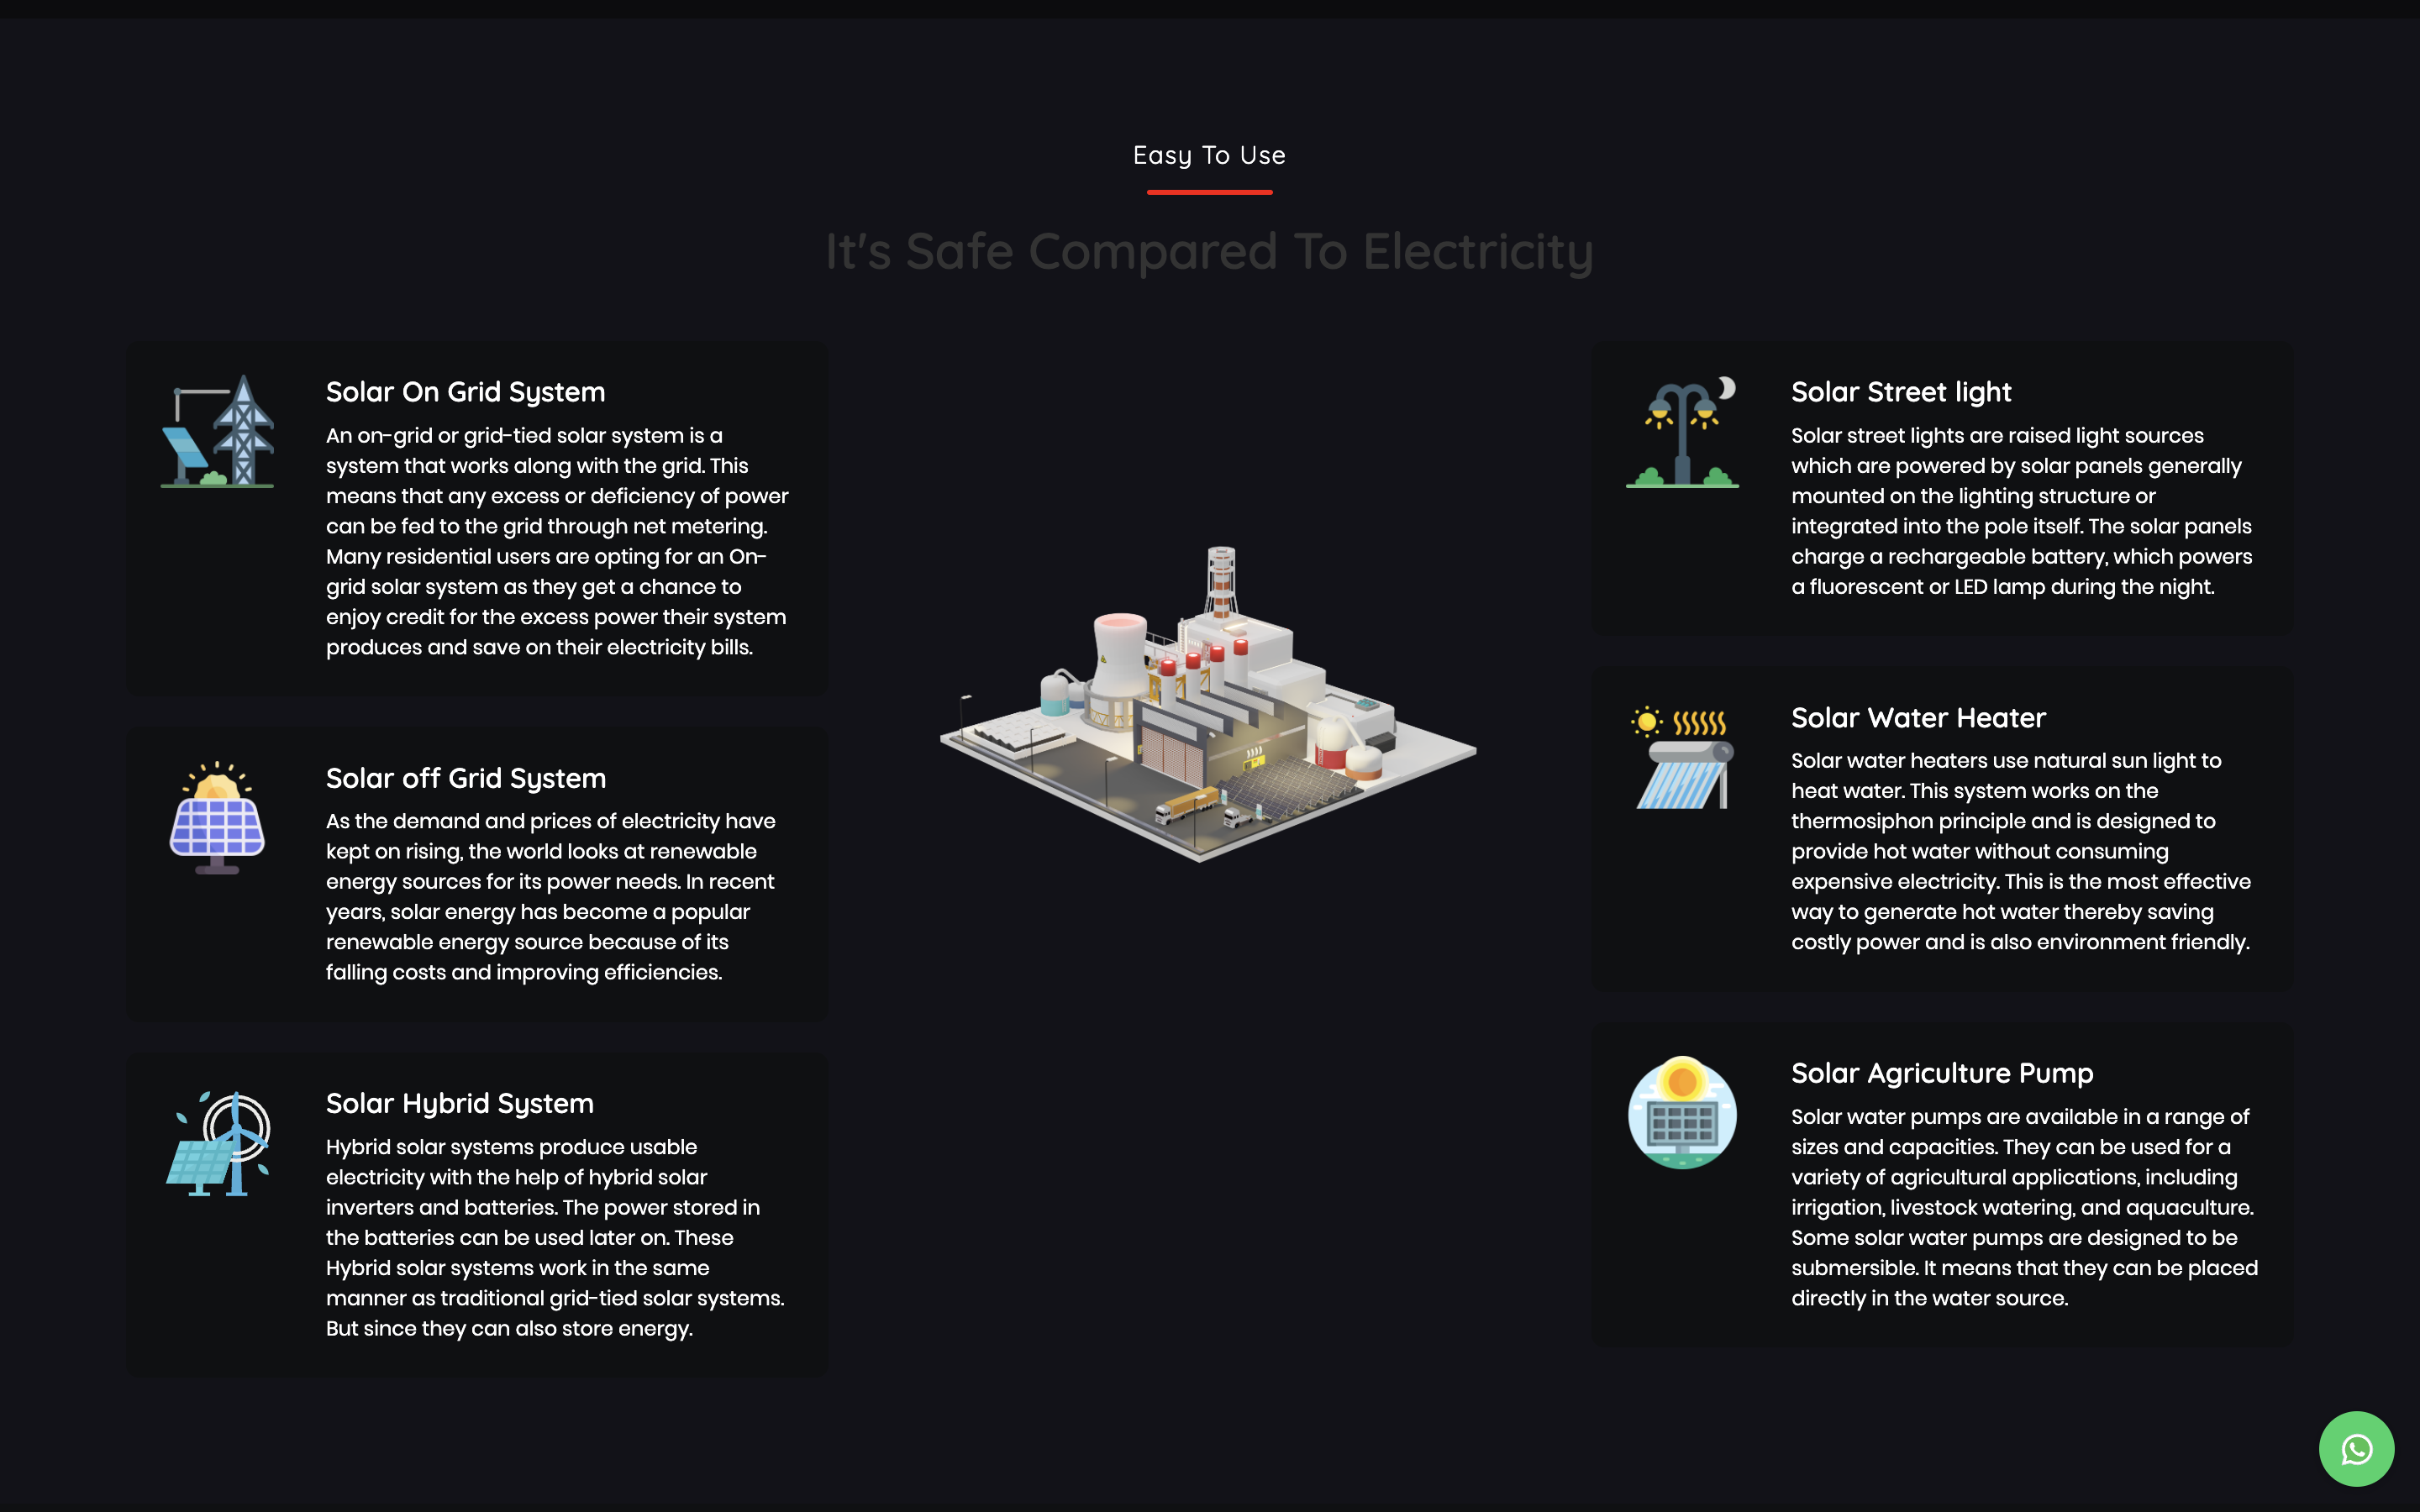 Easy To Use
It's Safe Compared To Electricity
Solar On Grid System
An on-grid or grid-tied solar system is a
system that works along with the grid. This
means that any excess or deficiency of power
can be fed to the grid through net metering.
Many residential users are opting for an On-
grid solar system as they get a chance to
enjoy credit for the excess power their system
produces and save on their electricity bills.
Solar off Grid System
As the demand and prices of electricity have
kept on rising, the world looks at renewable
energy sources for its power needs. In recent
years, solar energy has become a popular
renewable energy source because of its
falling costs and improving efficiencies.
Solar Hybrid System
Hybrid solar systems produce usable
electricity with the help of hybrid solar
inverters and batteries. The power stored in
the batteries can be used later on. These
Hybrid solar systems work in the same
manner as traditional grid-tied solar systems.
But since they can also store energy.
Solar Street light
Solar street lights are raised light sources
which are powered by solar panels generally
mounted on the lighting structure or
integrated into the pole itself. The solar panels
charge a rechargeable battery, which powers
a fluorescent or LED lamp during the night.
Solar Water Heater
Solar water heaters use natural sun light to
heat water. This system works on the
thermosiphon principle and is designed to
provide hot water without consuming
expensive electricity. This is the most effective
way to generate hot water thereby saving
costly power and is also environment friendly.
Solar Agriculture Pump
Solar water pumps are available in a range of
sizes and capacities. They can be used for a
variety of agricultural applications, including
irrigation, livestock watering, and aquaculture.
Some solar water pumps are designed to be
submersible. It means that they can be placed
directly in the water source.